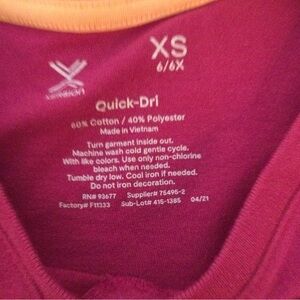 XS
6/6X
Quick-Dri
60% Cotton / 40% Polyester
Made in Vietnam
Turn garment inside out.
Machine wash cold gentle cycle.
With like colors. Use only non-chlorine
bleach when needed.
Tumble dry low. Cool iron if needed.
Do not iron decoration.
RN# 93677 Supplier# 75495-2
Factory# F11333 Sub-Lot# 415-1385 04/21